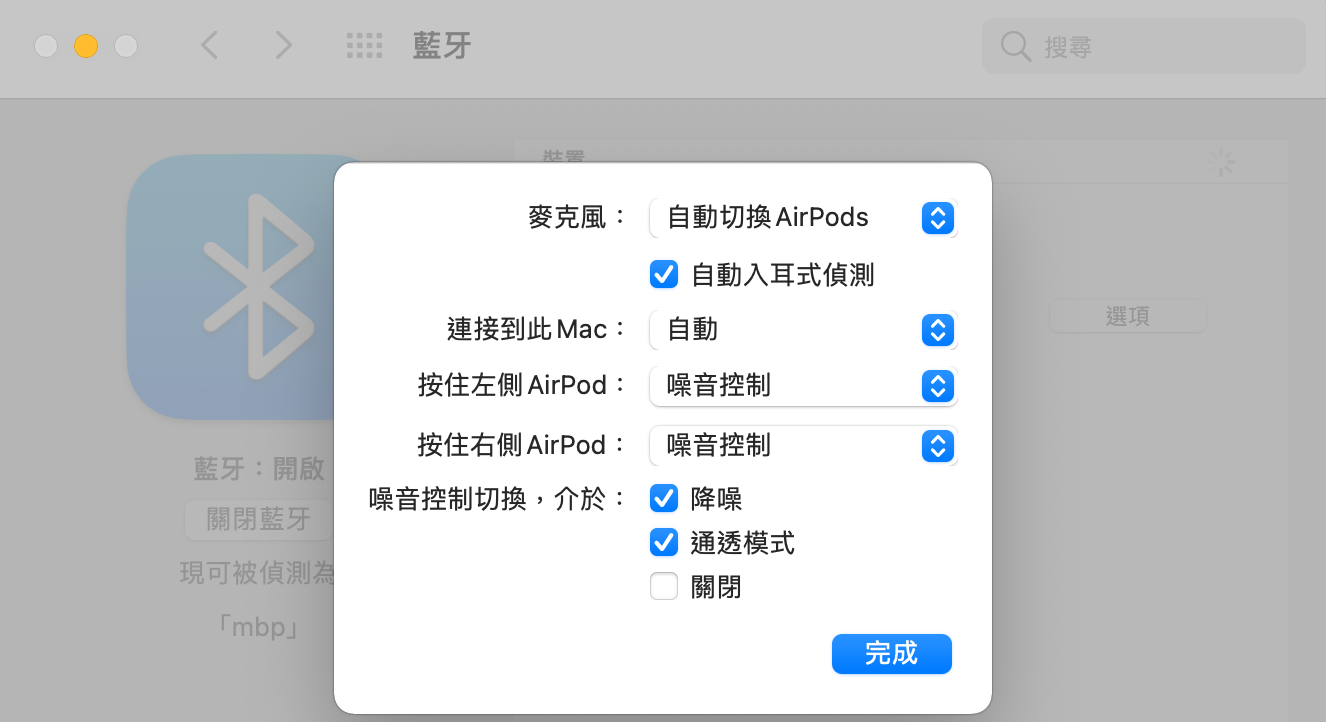 藍牙
搜尋
裝置
麥克風：
自動切換 AirPods
自動入耳式偵測
連接到此 Mac：
自動
選項
按住左側 AirPod：
噪音控制
按住右側 AirPod：
噪音控制
藍牙：開啟
噪音控制切換，介於：
降噪
關閉藍牙
通透模式
現可被偵測為
關閉
「mbp」
完成